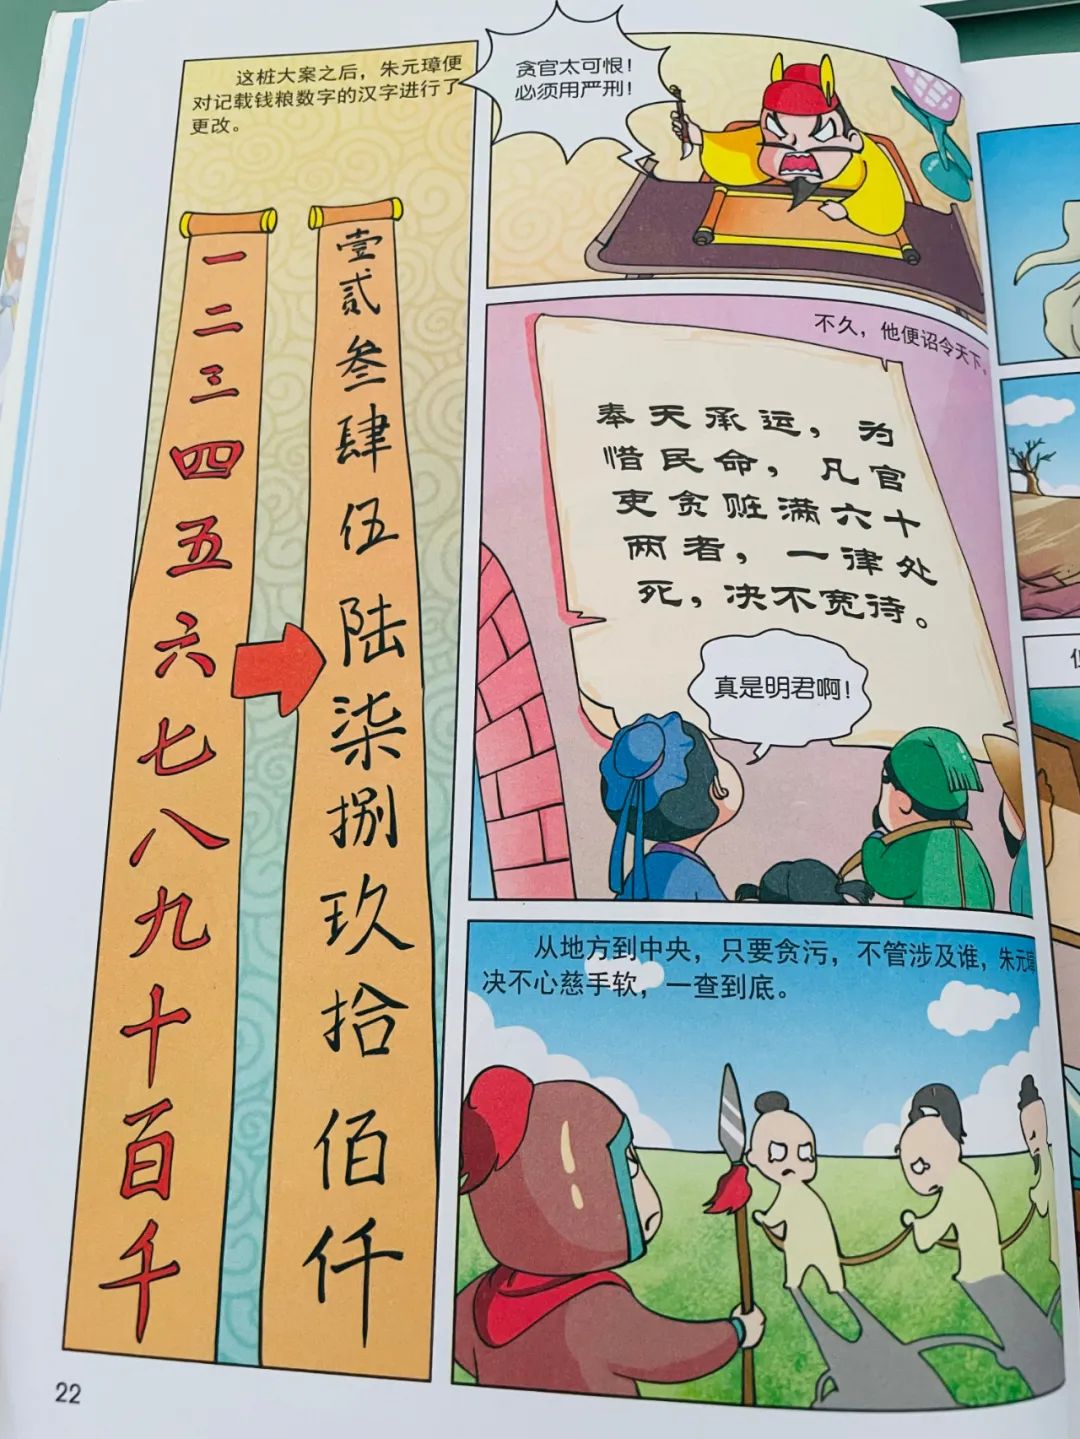 这桩大案之后，朱元璋便
对记载钱粮数字的汉字进行了
更改。
一
二
三
四
五
六
七
八
九
十
百
千
壹
贰
叁
肆
伍
陆
柒
捌
玖
拾
佰
仟
贪官太可恨！
必须用严刑！
不久，他便诏令天下。
奉天承运，为
惜民命，凡官
吏贪赃满六十
两者，一律处
死，决不宽待。
真是明君啊！
从地方到中央，只要贪污，不管涉及谁，朱元璋
决不心慈手软，一查到底。
22